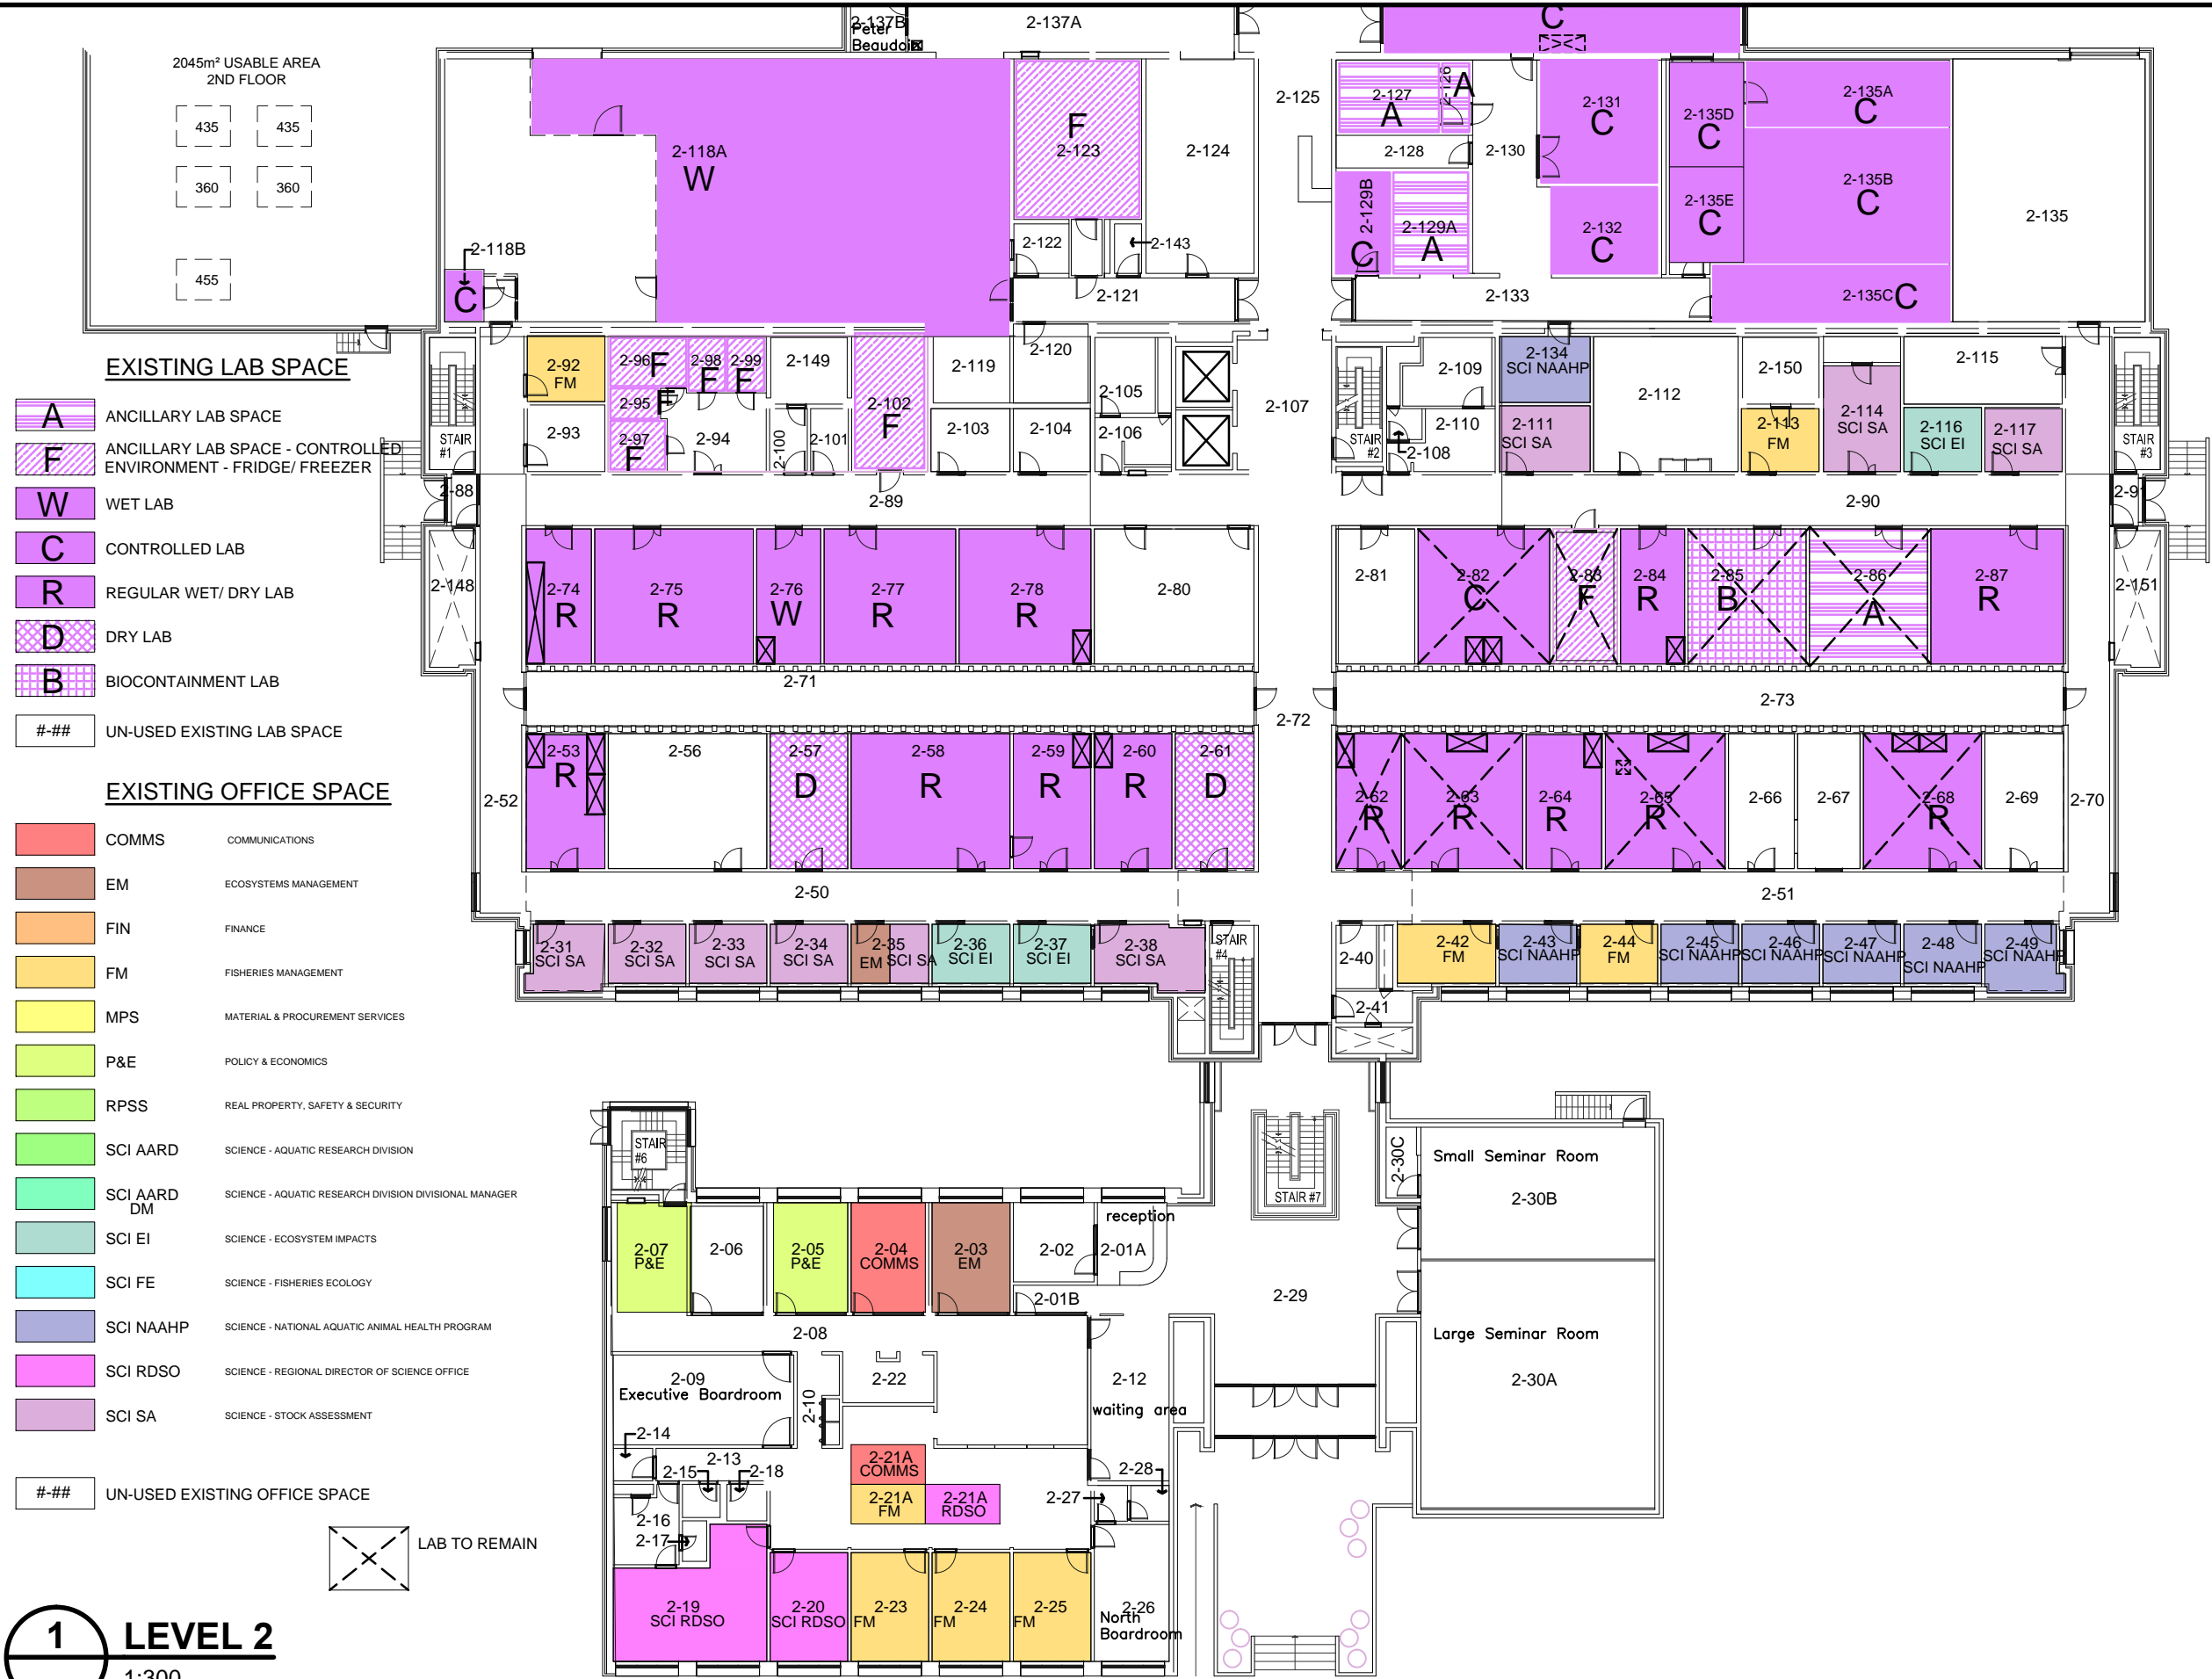 2-137B
Peter
Beaudoin
2-137A
C
2045m² USABLE AREA
2ND FLOOR
435
435
360
360
455
2-118A
W
2-118B
C
F
2-123
2-124
2-122
2-143
2-121
2-125
2-127
A
2-126
A
2-128
2-130
2-129B
C
2-129A
A
2-131
C
2-132
C
2-133
2-135D
C
2-135E
C
2-135A
C
2-135B
C
2-135C C
2-135
EXISTING LAB SPACE
A ANCILLARY LAB SPACE
F ANCILLARY LAB SPACE - CONTROLLED
ENVIRONMENT - FRIDGE/ FREEZER
W WET LAB
C CONTROLLED LAB
R REGULAR WET/ DRY LAB
D DRY LAB
B BIOCONTAINMENT LAB
#-## UN-USED EXISTING LAB SPACE
STAIR
#1
2-92
FM
2-93
2-96
F
2-98
F
2-99
F
2-95
F
2-97
F
2-94
2-149
2-100
2-101
2-102
F
2-119
2-120
2-103
2-104
2-105
2-106
2-107
STAIR
#2
2-109
2-110
2-108
2-134
SCI NAAHP
2-111
SCI SA
2-112
2-150
2-113
FM
2-114
SCI SA
2-115
2-116
SCI EI
2-117
SCI SA
STAIR
#3
2-88
2-89
2-90
2-9
2-148
2-74
R
2-75
R
2-76
W
2-77
R
2-78
R
2-80
2-81
2-82
C
2-83
F
2-84
R
2-85
B
2-86
A
2-87
R
2-151
2-71
2-72
2-73
2-52
2-53
R
2-56
2-57
D
2-58
R
2-59
R
2-60
R
2-61
D
2-62
R
2-63
R
2-64
R
2-65
R
2-66
2-67
2-68
R
2-69
2-70
2-50
2-51
2-31
SCI SA
2-32
SCI SA
2-33
SCI SA
2-34
SCI SA
2-35
EM SCI SA
2-36
SCI EI
2-37
SCI EI
2-38
SCI SA
STAIR
#4
2-40
2-41
2-42
FM
2-43
SCI NAAHP
2-44
FM
2-45
SCI NAAHP
2-46
SCI NAAHP
2-47
SCI NAAHP
2-48
SCI NAAHP
2-49
SCI NAAHP
EXISTING OFFICE SPACE
COMMS COMMUNICATIONS
EM ECOSYSTEMS MANAGEMENT
FIN FINANCE
FM FISHERIES MANAGEMENT
MPS MATERIAL & PROCUREMENT SERVICES
P&E POLICY & ECONOMICS
RPSS REAL PROPERTY, SAFETY & SECURITY
SCI AARD SCIENCE - AQUATIC RESEARCH DIVISION
SCI AARD
DM SCIENCE - AQUATIC RESEARCH DIVISION DIVISIONAL MANAGER
SCI EI SCIENCE - ECOSYSTEM IMPACTS
SCI FE SCIENCE - FISHERIES ECOLOGY
SCI NAAHP SCIENCE - NATIONAL AQUATIC ANIMAL HEALTH PROGRAM
SCI RDSO SCIENCE - REGIONAL DIRECTOR OF SCIENCE OFFICE
SCI SA SCIENCE - STOCK ASSESSMENT
#-## UN-USED EXISTING OFFICE SPACE
LAB TO REMAIN
STAIR
#6
STAIR #7
2-30C
Small Seminar Room
2-30B
Large Seminar Room
2-30A
2-29
2-07
P&E
2-06
2-05
P&E
2-04
COMMS
2-03
EM
2-02
reception
2-01A
2-01B
2-08
2-09
Executive Boardroom
2-10
2-22
2-12
waiting area
2-14
2-13
2-15
2-18
2-21A
COMMS
2-21A
FM
2-21A
RDSO
2-28
2-27
2-16
2-17
2-19
SCI RDSO
2-20
SCI RDSO
2-23
FM
2-24
FM
2-25
FM
2-26
North
Boardroom
1
LEVEL 2
1:300